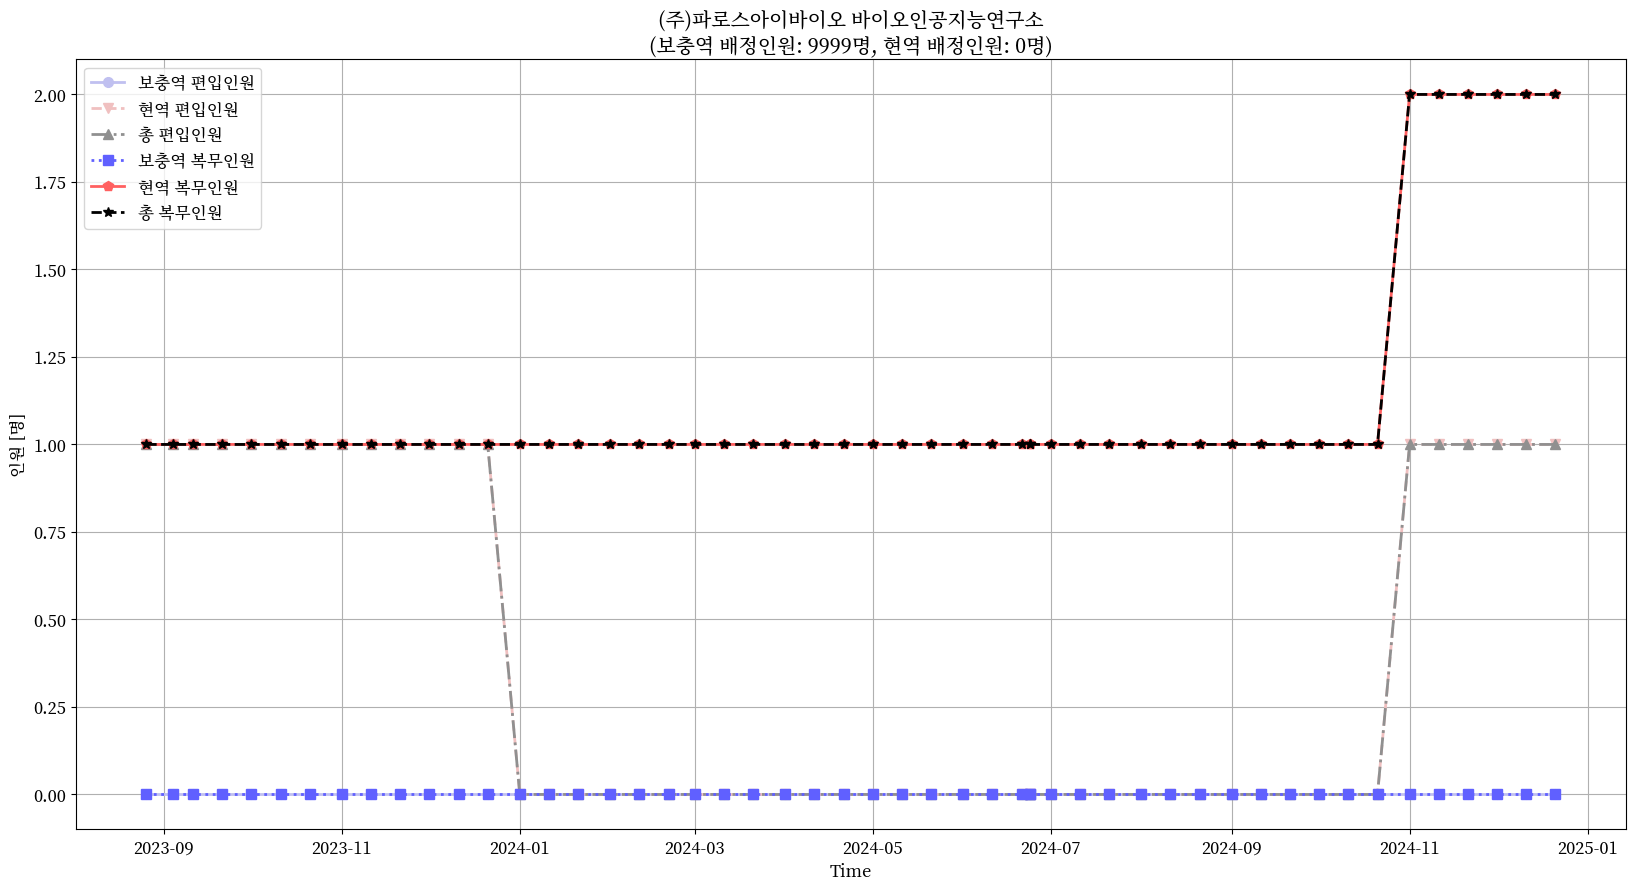 (주)파로스아이바이오 바이오인공지능연구소
(보충역 배정인원: 9999명, 현역 배정인원: 0명)
보충역 편입인원
현역 편입인원
총 편입인원
보충역 복무인원
현역 복무인원
총 복무인원
2.00
1.75
1.50
1.25
1.00
0.75
0.50
0.25
0.00
인원 [명]
2023-09 2023-11 2024-01 2024-03 2024-05 2024-07 2024-09 2024-11 2025-01
Time